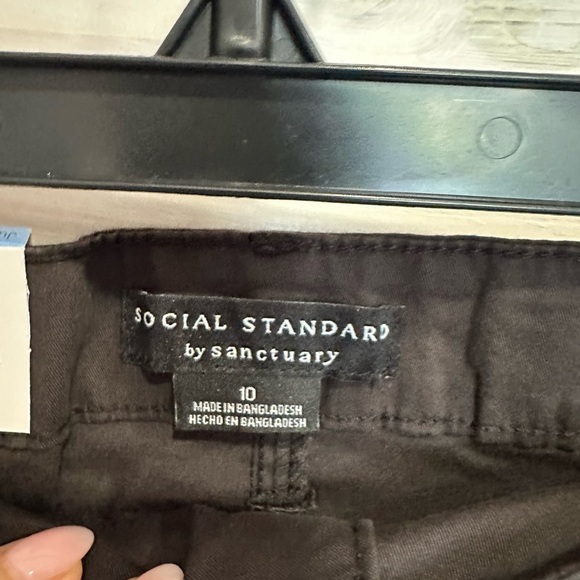 SOCIAL STANDARD
by sanctuary
10
MADE IN BANGLADESH
HECHO EN BANGLADESH